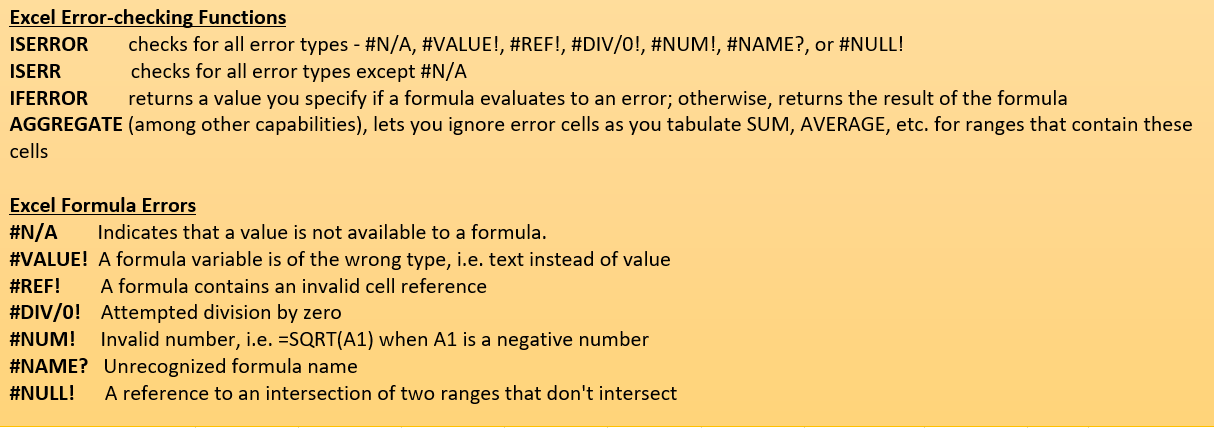 Excel Error-checking Functions
ISERROR checks for all error types - #N/A, #VALUE!, #REF!, #DIV/0!, #NUM!, #NAME?, or #NULL!
ISERR checks for all error types except #N/A
IFERROR returns a value you specify if a formula evaluates to an error; otherwise, returns the result of the formula
AGGREGATE (among other capabilities), lets you ignore error cells as you tabulate SUM, AVERAGE, etc. for ranges that contain these
cells
Excel Formula Errors
#N/A Indicates that a value is not available to a formula.
#VALUE! A formula variable is of the wrong type, i.e. text instead of value
#REF! A formula contains an invalid cell reference
#DIV/0! Attempted division by zero
#NUM! Invalid number, i.e. =SQRT(A1) when A1 is a negative number
#NAME? Unrecognized formula name
#NULL! A reference to an intersection of two ranges that don't intersect